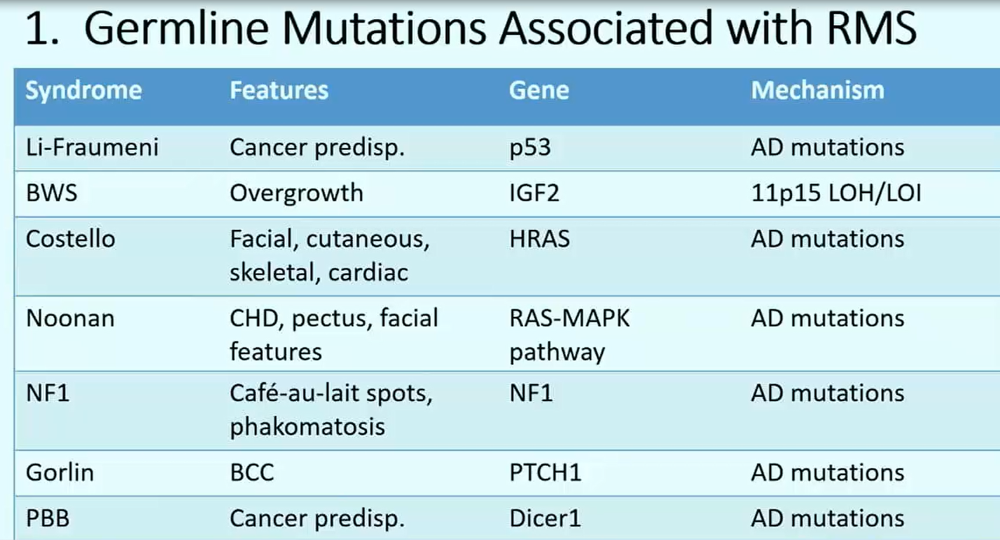 1. Germline Mutations Associated with RMS
Syndrome Features Gene Mechanism
Li-Fraumeni Cancer predisp. p53 AD mutations
BWS Overgrowth IGF2 11p15 LOH/LOI
Costello Facial, cutaneous, HRAS AD mutations
skeletal, cardiac
Noonan CHD, pectus, facial RAS-MAPK AD mutations
features pathway
NF1 Café-au-lait spots, NF1 AD mutations
phakomatosis
Gorlin BCC PTCH1 AD mutations
PBB Cancer predisp. Dicer1 AD mutations